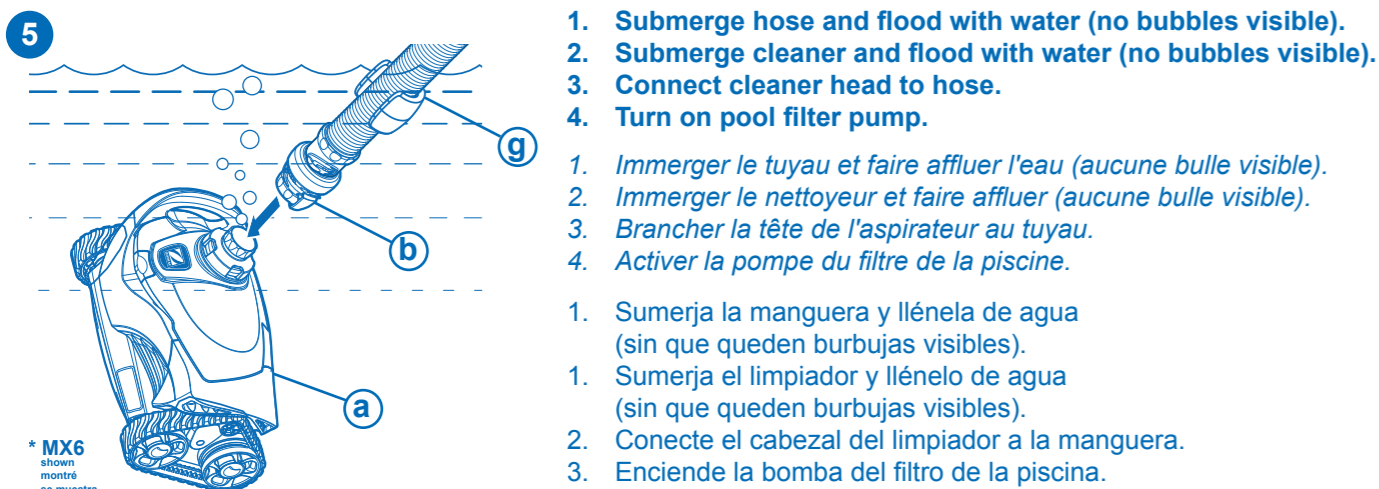 5
1. Submerge hose and flood with water (no bubbles visible).
2. Submerge cleaner and flood with water (no bubbles visible).
3. Connect cleaner head to hose.
4. Turn on pool filter pump.
1. Immerger le tuyau et faire affluer l'eau (aucune bulle visible).
2. Immerger le nettoyeur et faire affluer (aucune bulle visible).
3. Brancher la tête de l'aspirateur au tuyau.
4. Activer la pompe du filtre de la piscine.
1. Sumerja la manguera y llénela de agua
(sin que queden burbujas visibles).
1. Sumerja el limpiador y llénelo de agua
(sin que queden burbujas visibles).
2. Conecte el cabezal del limpiador a la manguera.
3. Enciende la bomba del filtro de la piscina.
g
b
a
* MX6
shown
montré
se muestra